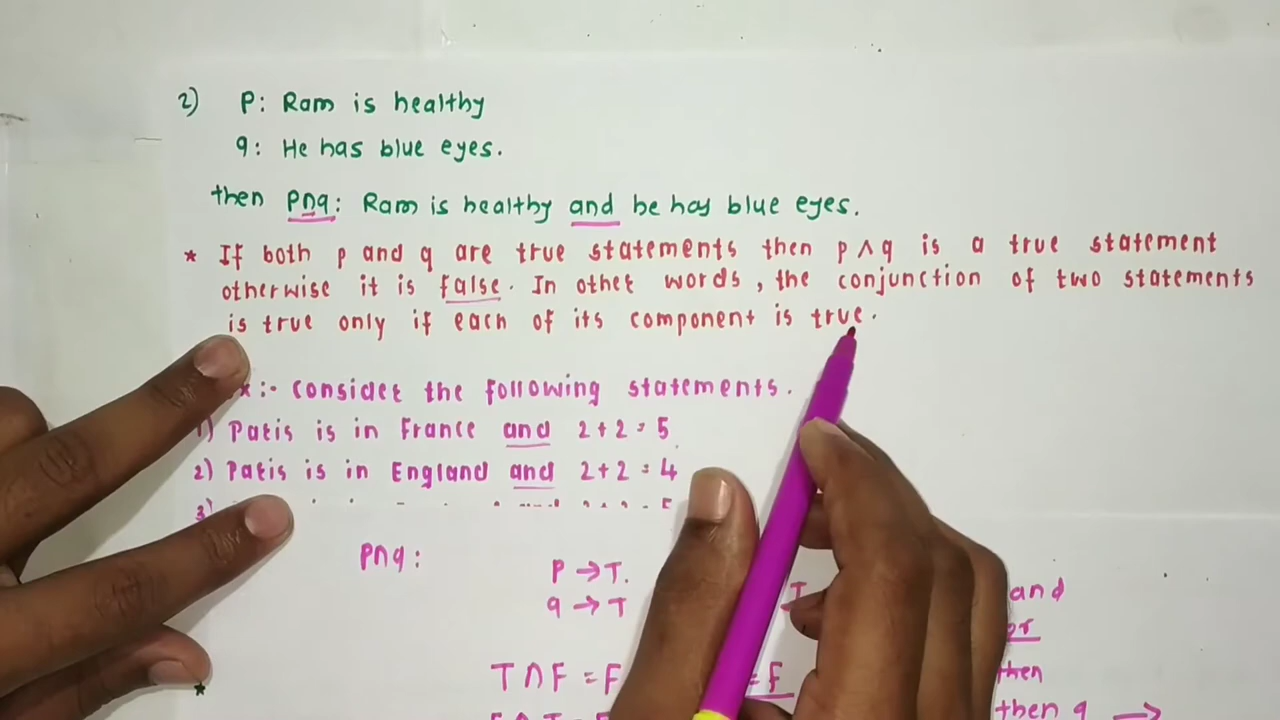 2) P: Ram is healthy
q: He has blue eyes.
then p∩q: Ram is healthy and he has blue eyes.
* If both p and q are true statements then p ∧ q is a true statement
otherwise it is false. In other words, the conjunction of two statements
is true only if each of its component is true.
:- consider the following statements.
1) Paris is in France and 2+2=5
2) Paris is in England and 2+2=4
3)
p∩q:
P → T.
q → T
and
or
T∩F = F
= F
then
then q →